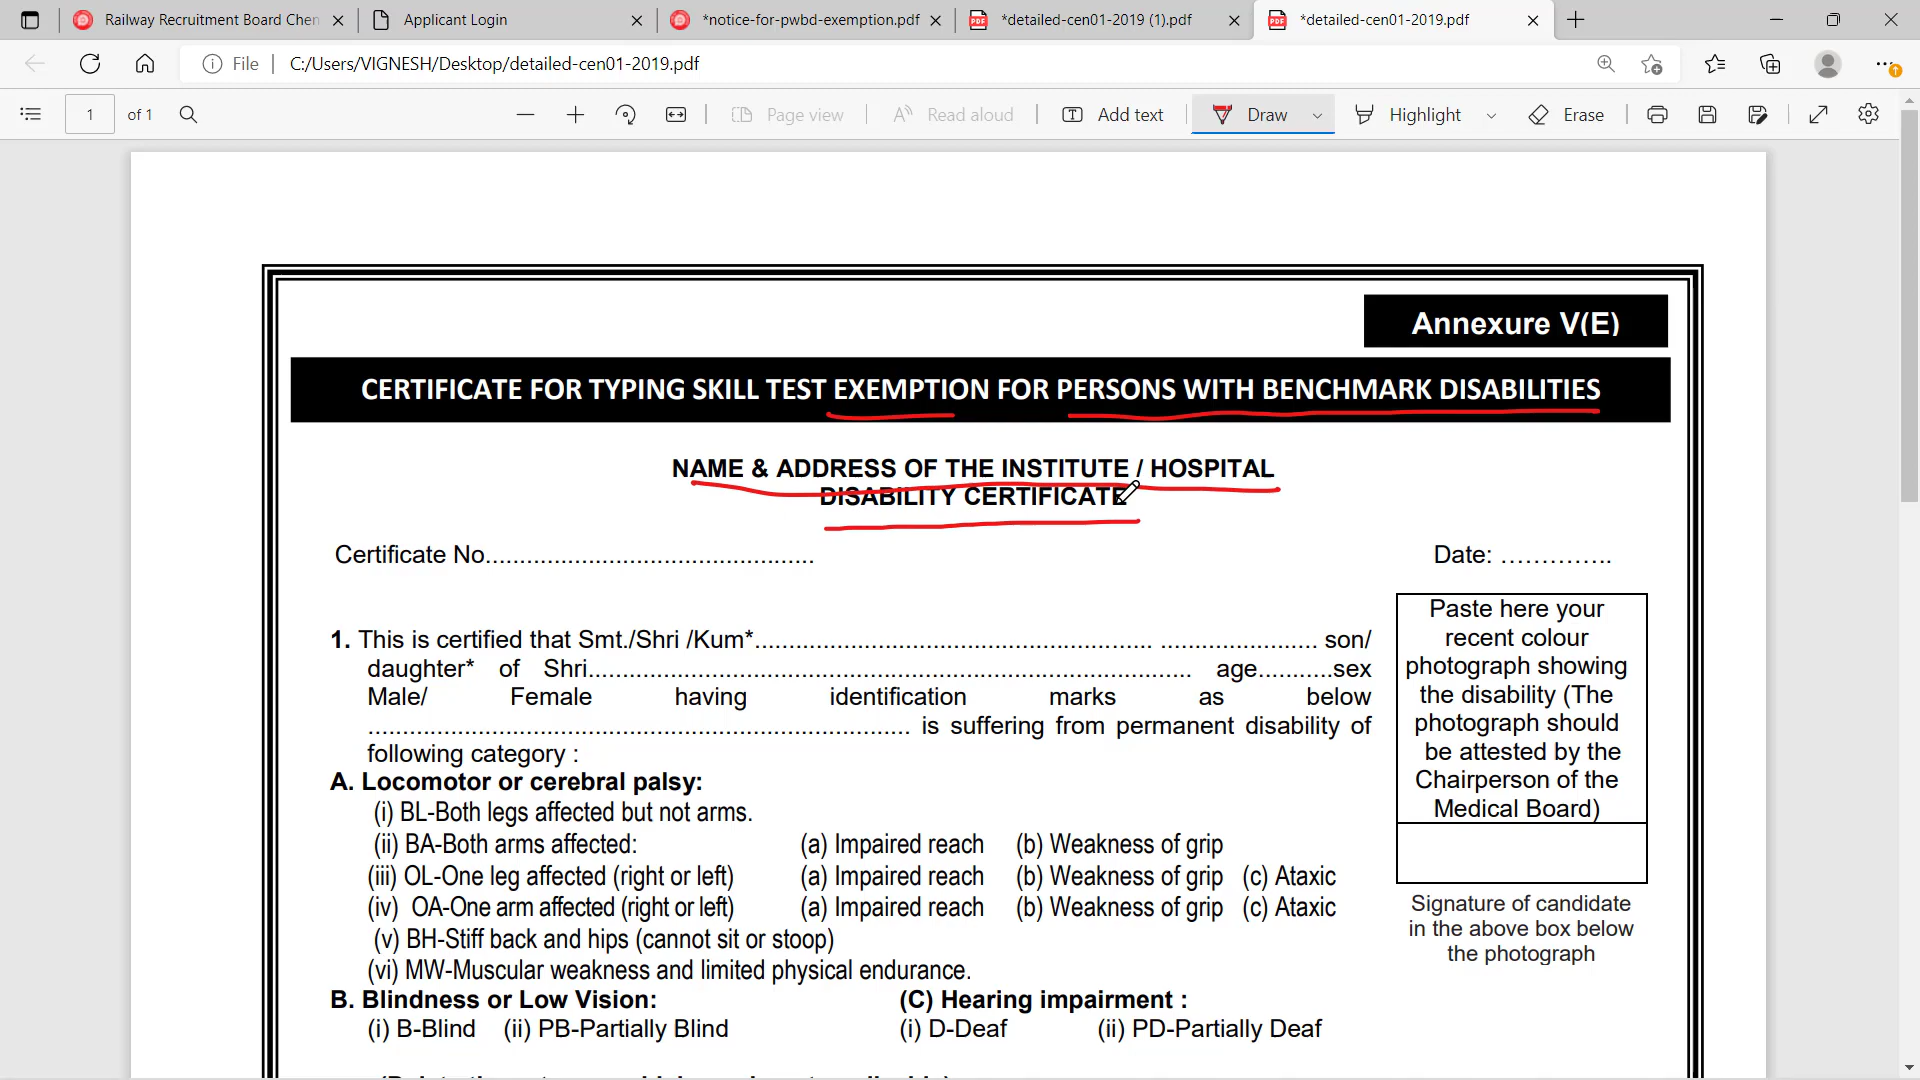 Railway Recruitment Board Chen
Applicant Login
*notice-for-pwbd-exemption.pdf
*detailed-cen01-2019 (1).pdf
*detailed-cen01-2019.pdf
File C:/Users/VIGNESH/Desktop/detailed-cen01-2019.pdf
1 of 1 Page view Read aloud Add text Draw Highlight Erase
Annexure V(E)
CERTIFICATE FOR TYPING SKILL TEST EXEMPTION FOR PERSONS WITH BENCHMARK DISABILITIES
NAME & ADDRESS OF THE INSTITUTE / HOSPITAL
DISABILITY CERTIFICATE
Certificate No................................................ Date: …………..
1. This is certified that Smt./Shri /Kum*.......................................................... ....................... son/
daughter* of Shri........................................................................................ age...........sex
Male/ Female having identification marks as below
............................................................................... is suffering from permanent disability of
following category :
Paste here your
recent colour
photograph showing
the disability (The
photograph should
be attested by the
Chairperson of the
Medical Board)
A. Locomotor or cerebral palsy:
(i) BL-Both legs affected but not arms.
(ii) BA-Both arms affected: (a) Impaired reach (b) Weakness of grip
(iii) OL-One leg affected (right or left) (a) Impaired reach (b) Weakness of grip (c) Ataxic
(iv) OA-One arm affected (right or left) (a) Impaired reach (b) Weakness of grip (c) Ataxic
(v) BH-Stiff back and hips (cannot sit or stoop)
(vi) MW-Muscular weakness and limited physical endurance.
Signature of candidate
in the above box below
the photograph
B. Blindness or Low Vision: (C) Hearing impairment :
(i) B-Blind (ii) PB-Partially Blind (i) D-Deaf (ii) PD-Partially Deaf